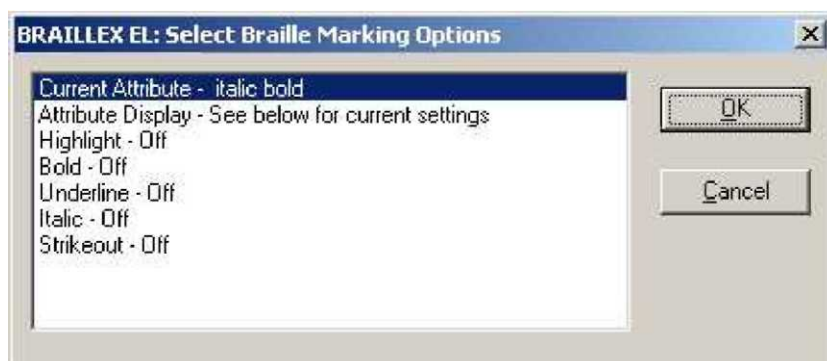 BRAILLEX EL: Select Braille Marking Options
Current Attribute - italic bold
Attribute Display - See below for current settings
Highlight - Off
Bold - Off
Underline - Off
Italic - Off
Strikeout - Off
OK
Cancel